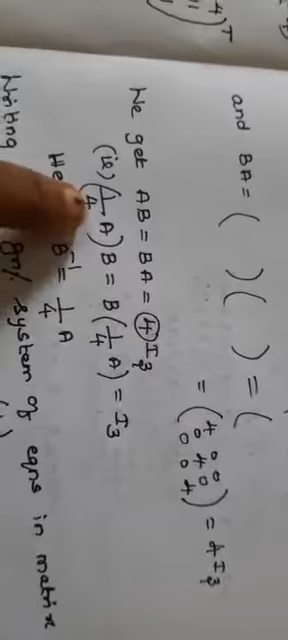 4)T
and BA = (      ) (      ) = (
= (4 0 0
0 4 0
0 0 4) = 4I3
We get AB = BA = 4I3
(ie) (1/4 A) B = B (1/4 A) = I3
B^-1 = 1/4 A
Writing system of eqns in matrix